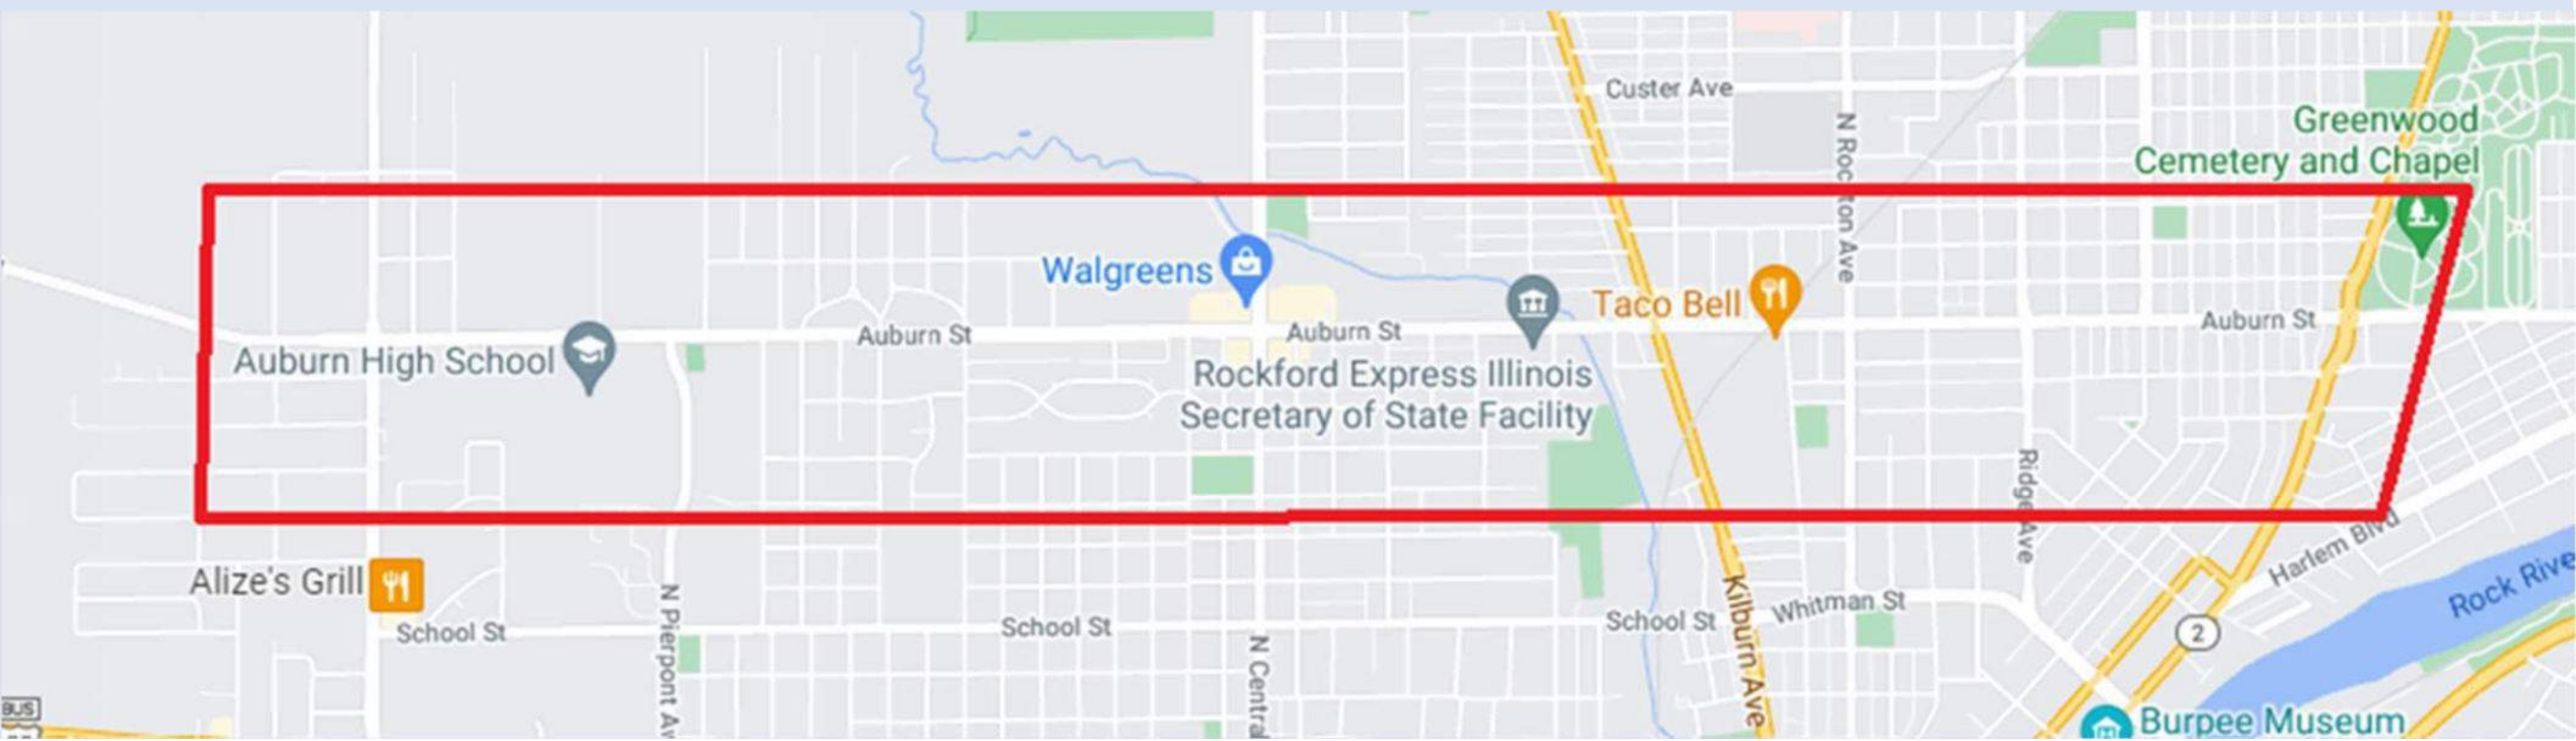 Custer Ave
Greenwood
Cemetery and Chapel
N Rockton Ave
Walgreens
Taco Bell
Auburn St
Auburn St
Auburn St
Auburn High School
Rockford Express Illinois
Secretary of State Facility
Ridge Ave
Harlem Blvd
Alize's Grill
School St
School St
School St
Whitman St
Kilburn Ave
N Pierpont Av
N Central
2
Rock Rive
BUS
Burpee Museum